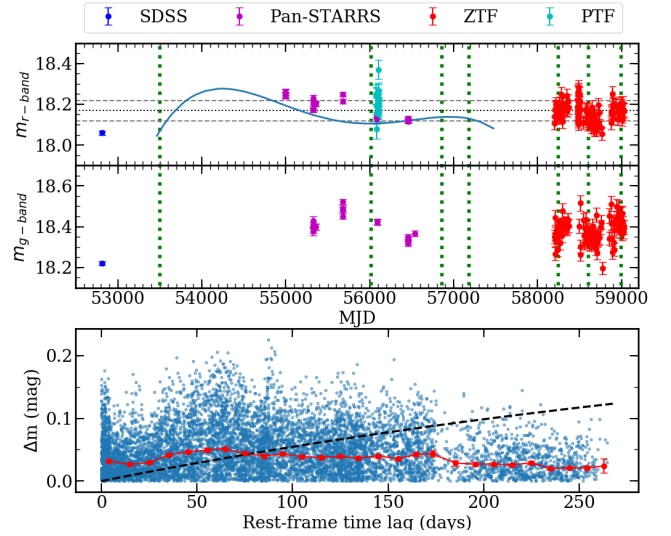 SDSS Pan-STARRS ZTF PTF
18.4
18.2
18.0
m_{r-band}
18.6
18.4
18.2
m_{g-band}
53000 54000 55000 56000 57000 58000 59000
MJD
0.2
0.1
0.0
Δm (mag)
0 50 100 150 200 250
Rest-frame time lag (days)